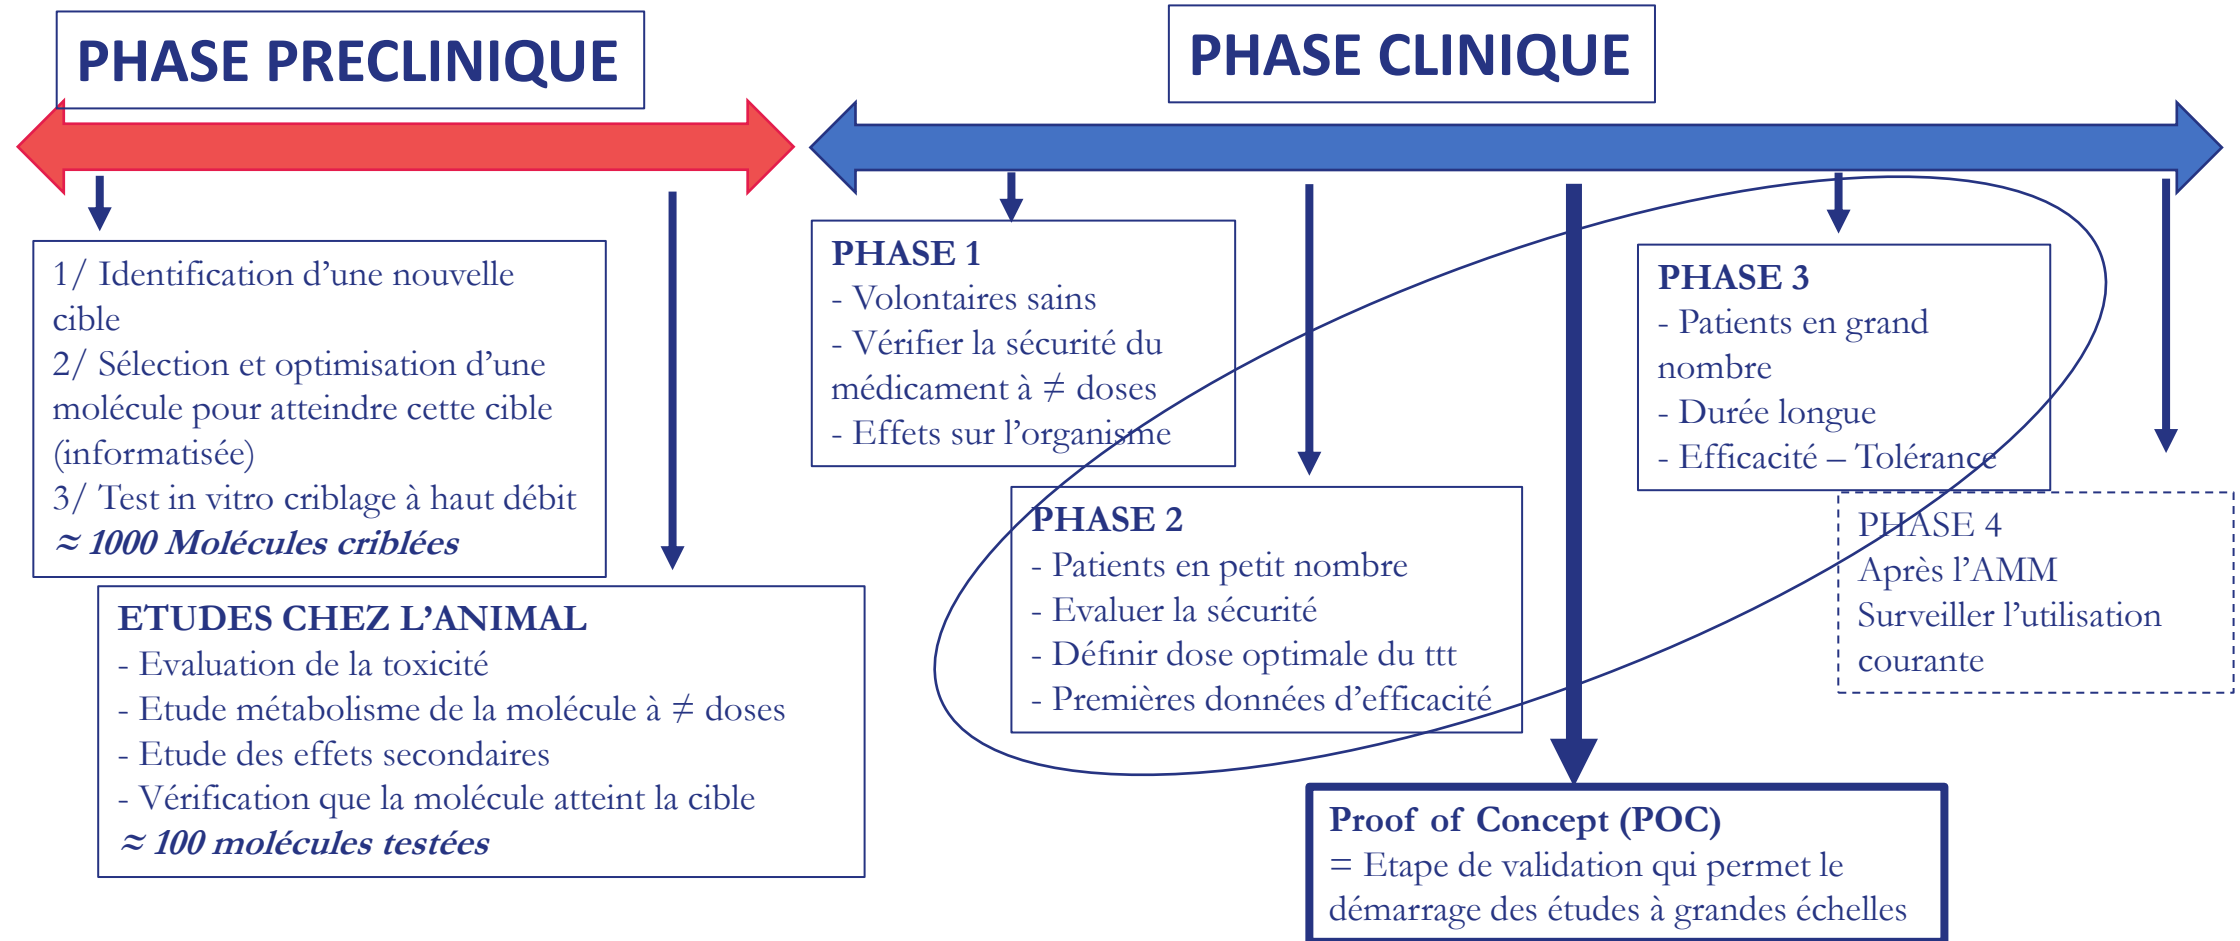 PHASE PRECLINIQUE
PHASE CLINIQUE
1/ Identification d’une nouvelle
cible
2/ Sélection et optimisation d’une
molécule pour atteindre cette cible
(informatisée)
3/ Test in vitro criblage à haut débit
≈ 1000 Molécules criblées
ETUDES CHEZ L’ANIMAL
- Evaluation de la toxicité
- Etude métabolisme de la molécule à ≠ doses
- Etude des effets secondaires
- Vérification que la molécule atteint la cible
≈ 100 molécules testées
PHASE 1
- Volontaires sains
- Vérifier la sécurité du
médicament à ≠ doses
- Effets sur l’organisme
PHASE 2
- Patients en petit nombre
- Evaluer la sécurité
- Définir dose optimale du ttt
- Premières données d’efficacité
Proof of Concept (POC)
= Etape de validation qui permet le
démarrage des études à grandes échelles
PHASE 3
- Patients en grand
nombre
- Durée longue
- Efficacité – Tolérance
PHASE 4
Après l’AMM
Surveiller l’utilisation
courante